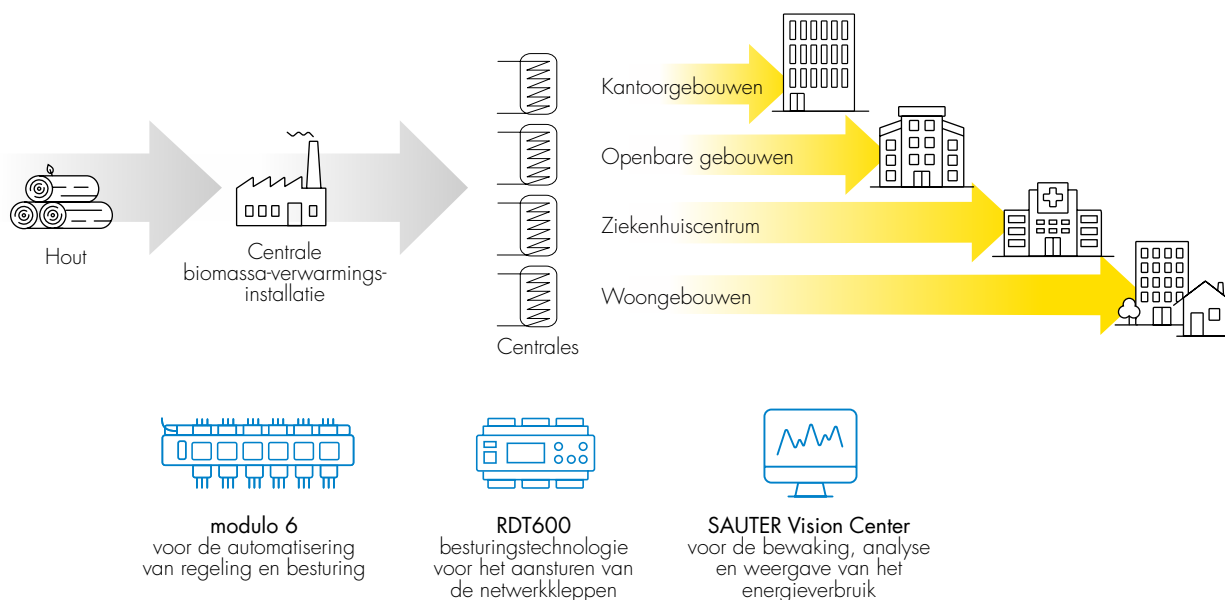 Hout
Centrale
biomassa-verwarmings-
installatie
Centrales
Kantoorgebouwen
Openbare gebouwen
Ziekenhuiscentrum
Woongebouwen
modulo 6
voor de automatisering
van regeling en besturing
RDT600
besturingstechnologie
voor het aansturen van
de netwerkkleppen
SAUTER Vision Center
voor de bewaking, analyse
en weergave van het
energieverbruik